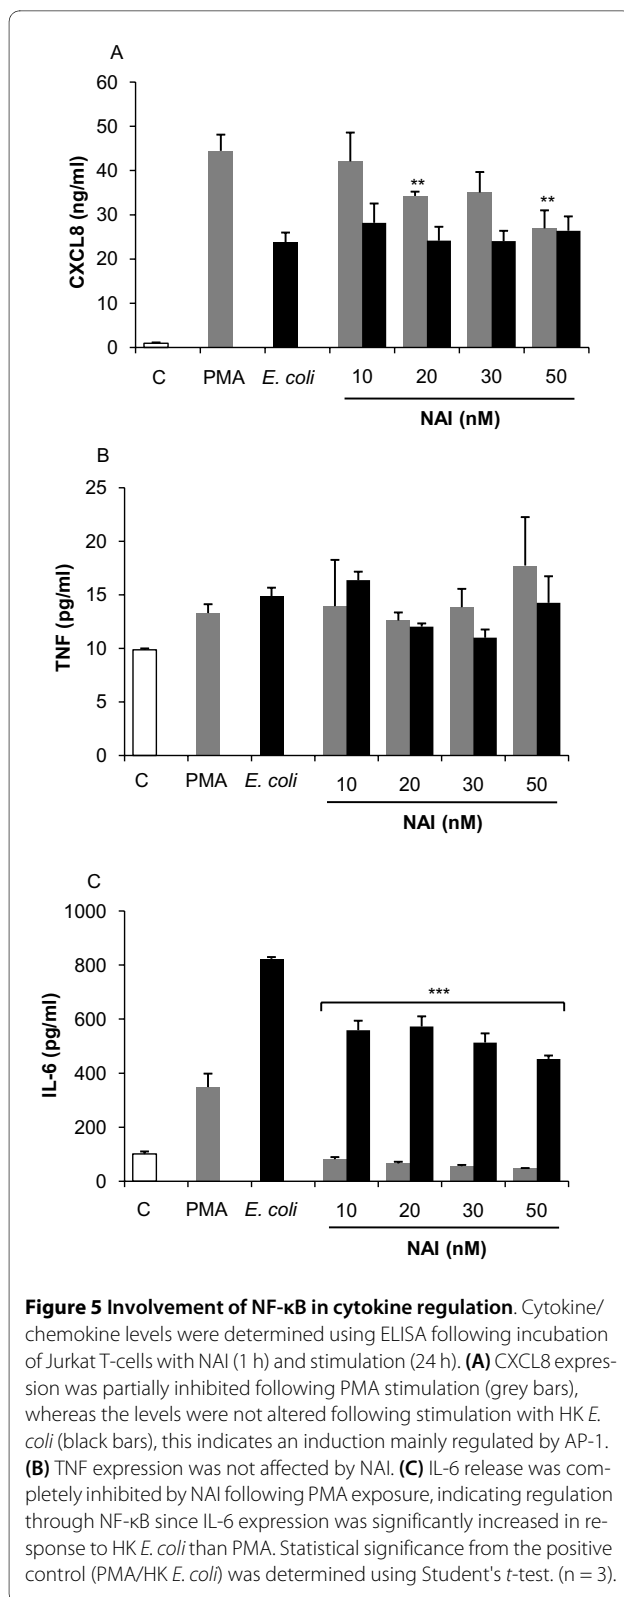 A
60
50
40
30
20
10
0
CXCL8 (ng/ml)
** **
C PMA E. coli 10 20 30 50
NAI (nM)
B
25
20
15
10
5
0
TNF (pg/ml)
C PMA E. coli 10 20 30 50
NAI (nM)
C
1000
800
600
400
200
0
IL-6 (pg/ml)
***
C PMA E. coli 10 20 30 50
NAI (nM)
Figure 5 Involvement of NF-κB in cytokine regulation. Cytokine/
chemokine levels were determined using ELISA following incubation
of Jurkat T-cells with NAI (1 h) and stimulation (24 h). (A) CXCL8 expres-
sion was partially inhibited following PMA stimulation (grey bars),
whereas the levels were not altered following stimulation with HK E.
coli (black bars), this indicates an induction mainly regulated by AP-1.
(B) TNF expression was not affected by NAI. (C) IL-6 release was com-
pletely inhibited by NAI following PMA exposure, indicating regulation
through NF-κB since IL-6 expression was significantly increased in re-
sponse to HK E. coli than PMA. Statistical significance from the positive
control (PMA/HK E. coli) was determined using Student's t-test. (n = 3).